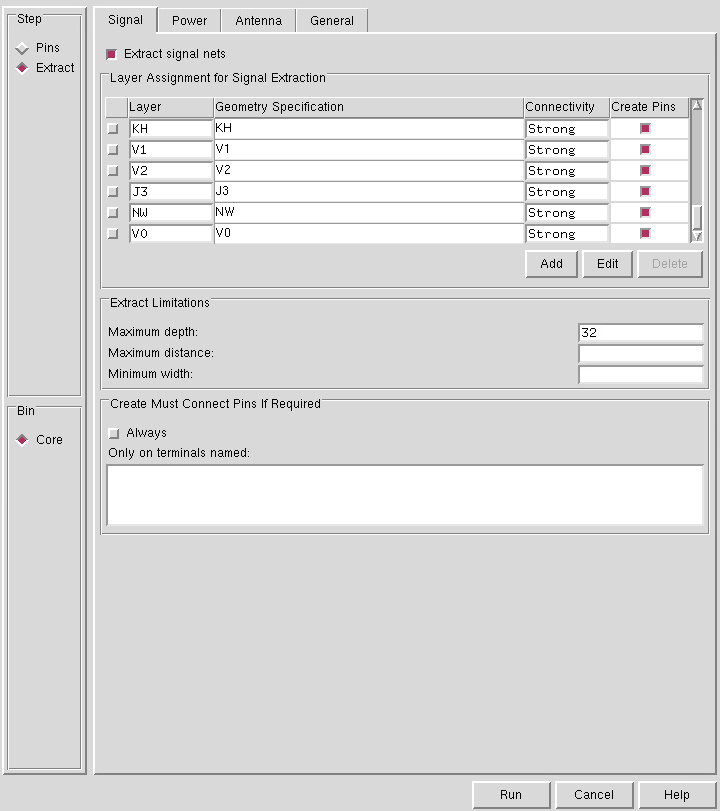 Step
Pins
Extract
Bin
Core
Signal Power Antenna General
Extract signal nets
Layer Assignment for Signal Extraction
Layer Geometry Specification Connectivity Create Pins
KH KH Strong
V1 V1 Strong
V2 V2 Strong
J3 J3 Strong
NW NW Strong
V0 V0 Strong
Add Edit Delete
Extract Limitations
Maximum depth: 32
Maximum distance:
Minimum width:
Create Must Connect Pins If Required
Always
Only on terminals named:
Run Cancel Help